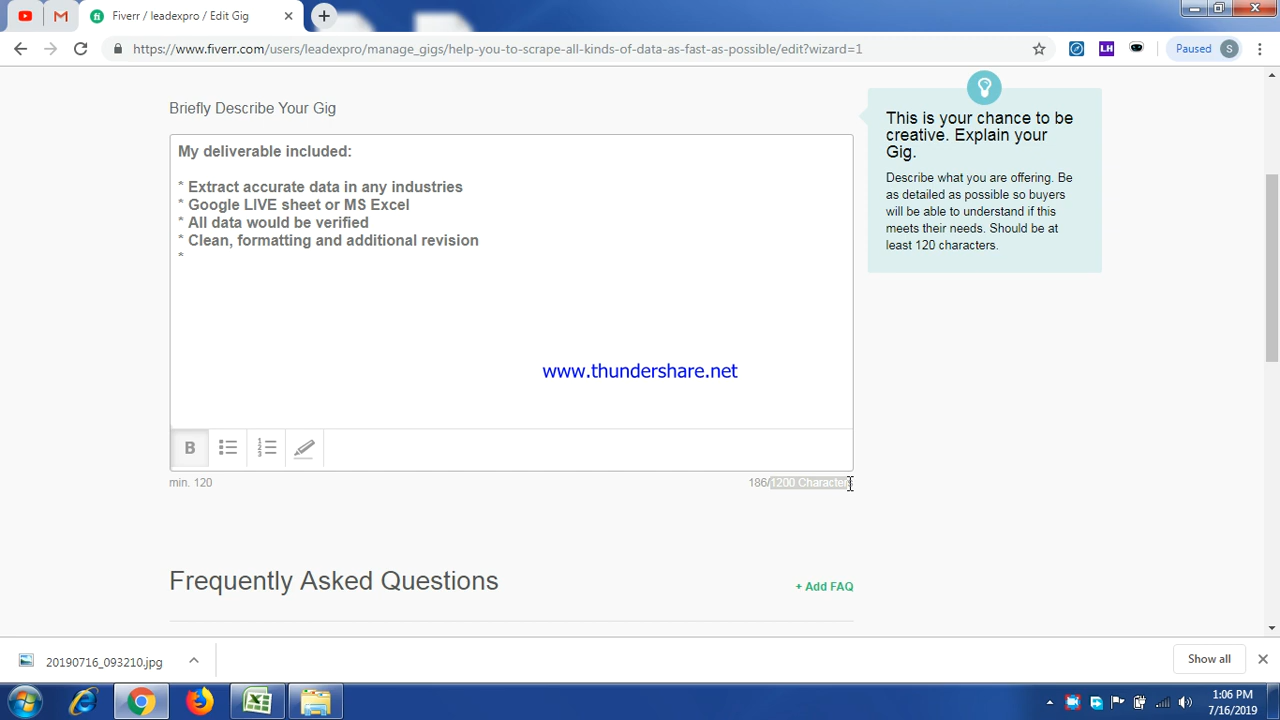 Fiverr / leadexpro / Edit Gig
https://www.fiverr.com/users/leadexpro/manage_gigs/help-you-to-scrape-all-kinds-of-data-as-fast-as-possible/edit?wizard=1
LH
Paused
S
Briefly Describe Your Gig
My deliverable included:
* Extract accurate data in any industries
* Google LIVE sheet or MS Excel
* All data would be verified
* Clean, formatting and additional revision
*
www.thundershare.net
B
min. 120
186/1200 Characters
This is your chance to be
creative. Explain your
Gig.
Describe what you are offering. Be
as detailed as possible so buyers
will be able to understand if this
meets their needs. Should be at
least 120 characters.
Frequently Asked Questions
+ Add FAQ
20190716_093210.jpg
Show all
1:06 PM
7/16/2019